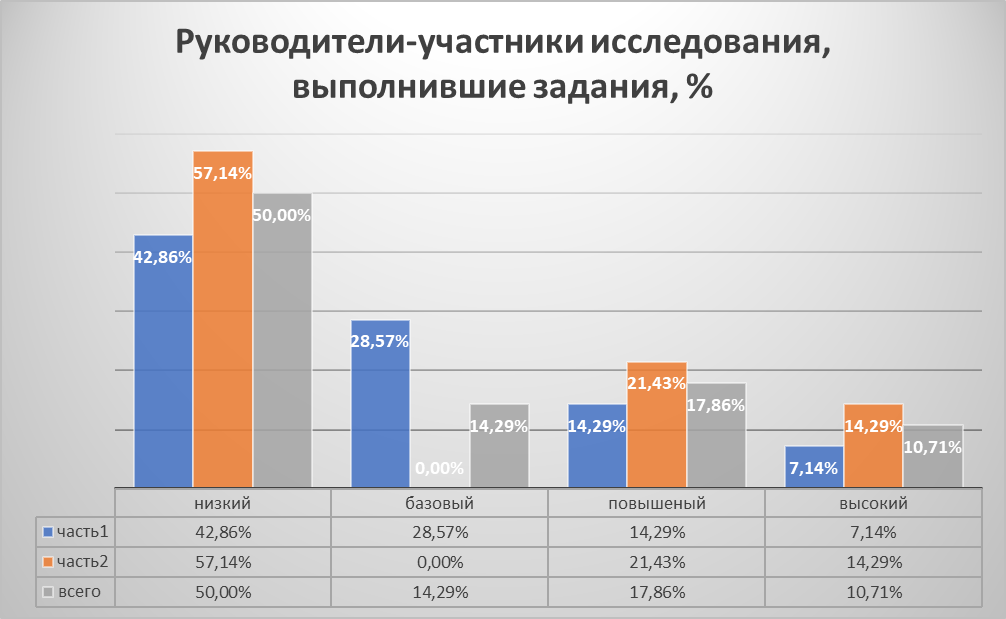 Руководители-участники исследования,
выполнившие задания, %
57,14%
50,00%
42,86%
28,57%
21,43%
17,86%
14,29%
14,29%
14,29%
10,71%
0,00%
7,14%
низкий базовый повышеный высокий
часть1 42,86% 28,57% 14,29% 7,14%
часть2 57,14% 0,00% 21,43% 14,29%
всего 50,00% 14,29% 17,86% 10,71%